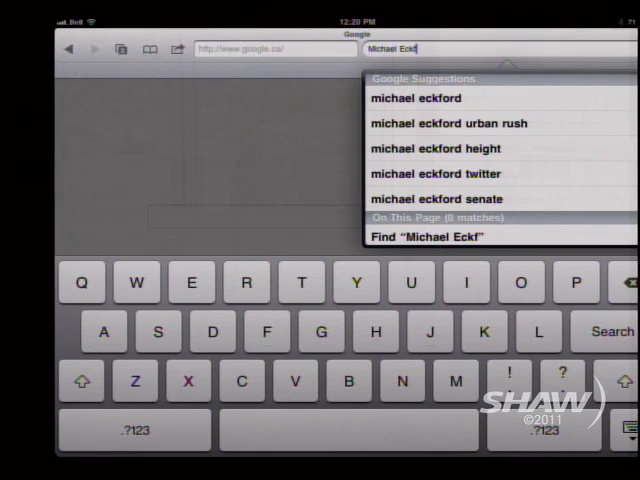 Bell
12:20 PM
71
Google
http://www.google.ca/
Michael Eckf
Google Suggestions
michael eckford
michael eckford urban rush
michael eckford height
michael eckford twitter
michael eckford senate
On This Page (0 matches)
Find “Michael Eckf”
Q W E R T Y U I O P
A S D F G H J K L Search
Z X C V B N M ! ?
.?123 .?123
SHAW
©2011